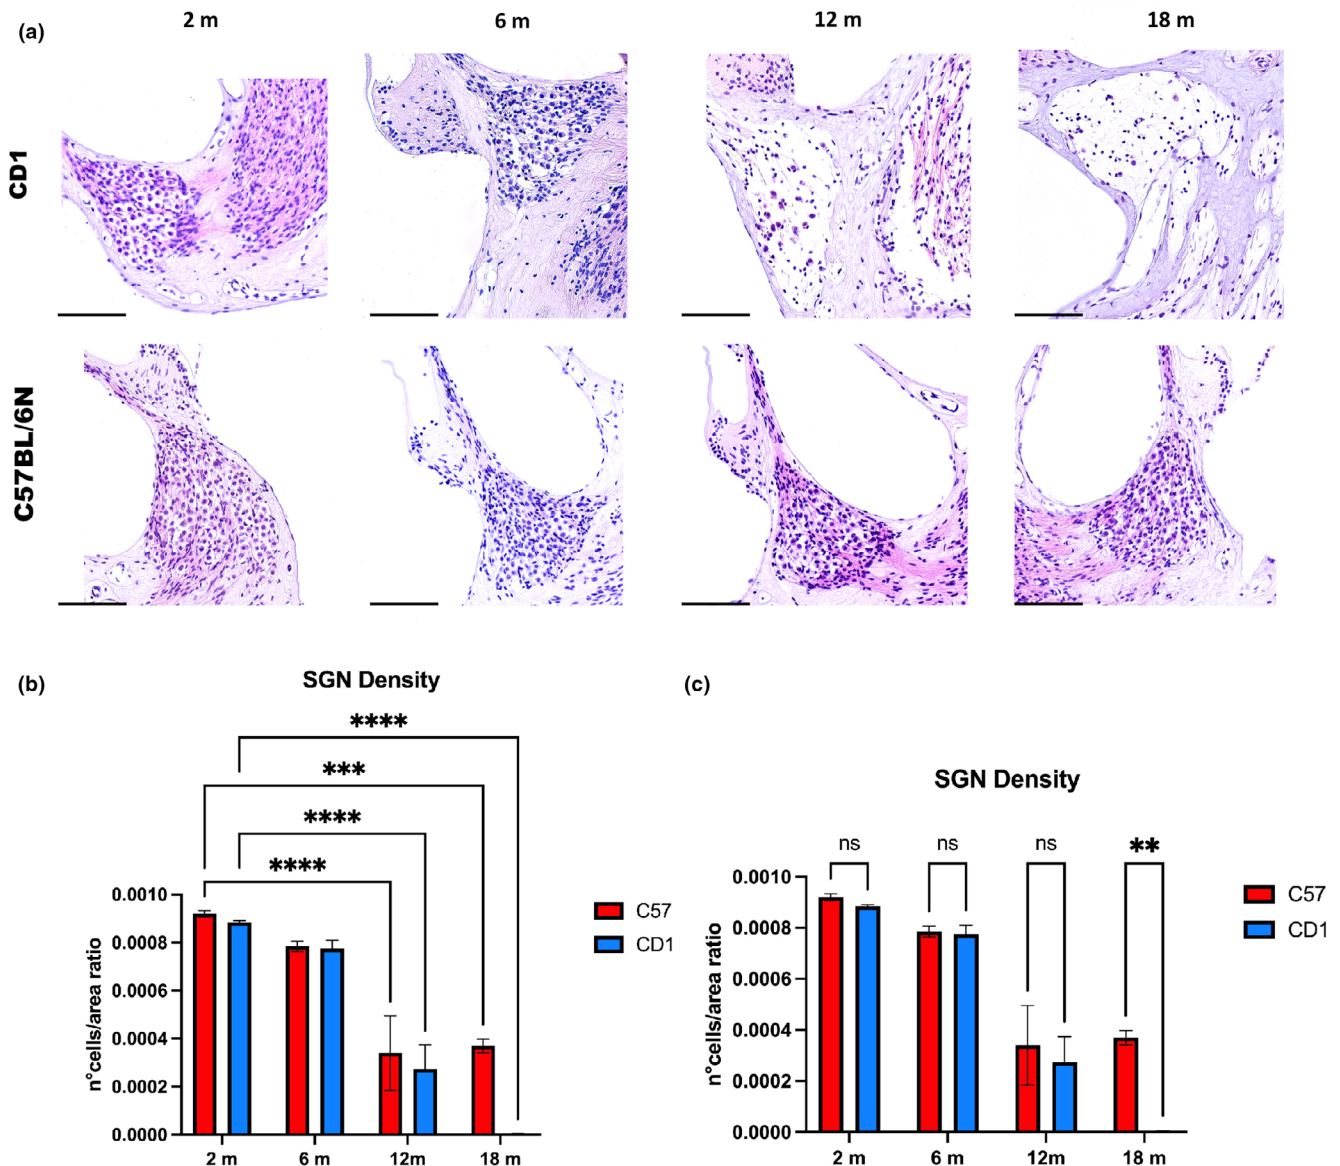 (a)
2 m 6 m 12 m 18 m
CD1
C57BL/6N
(b)
SGN Density
****
***
****
****
n°cells/area ratio
0.0010
0.0008
0.0006
0.0004
0.0002
0.0000
2 m 6 m 12m 18 m
C57
CD1
(c)
SGN Density
ns ns ns **
n°cells/area ratio
0.0010
0.0008
0.0006
0.0004
0.0002
0.0000
2 m 6 m 12m 18 m
C57
CD1